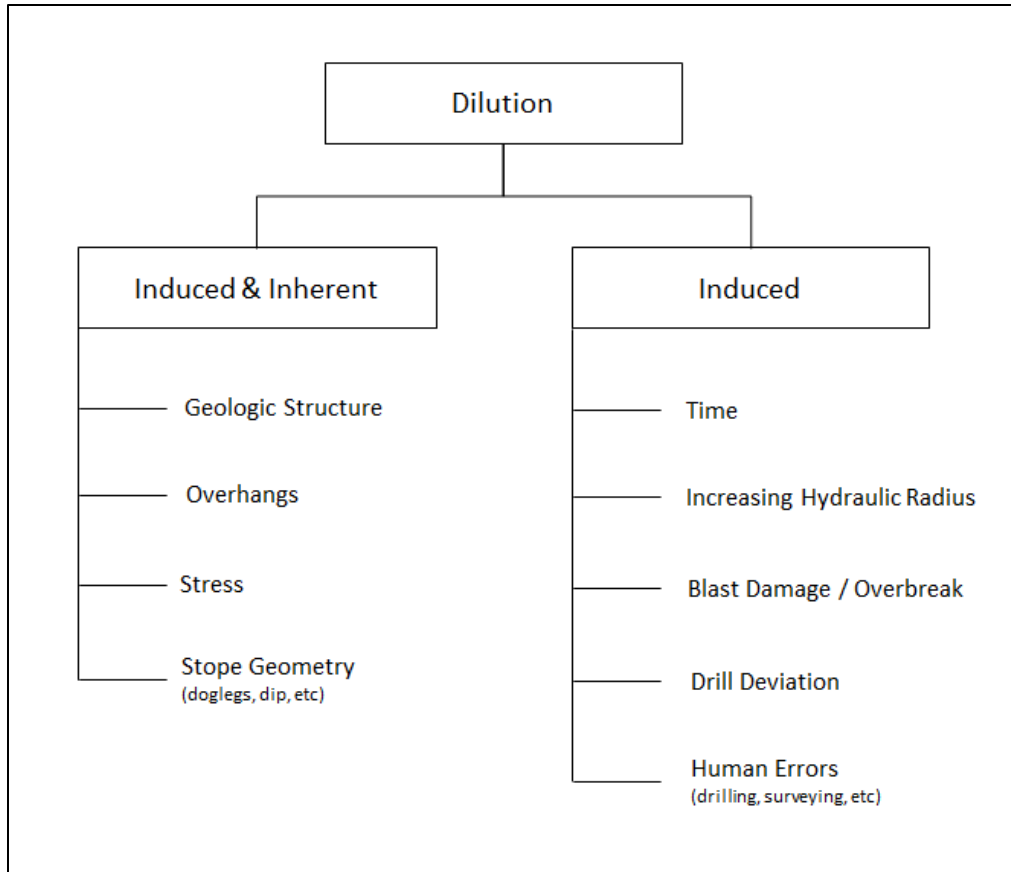 Dilution
Induced & Inherent
Geologic Structure
Overhangs
Stress
Stope Geometry
(doglegs, dip, etc)
Induced
Time
Increasing Hydraulic Radius
Blast Damage / Overbreak
Drill Deviation
Human Errors
(drilling, surveying, etc)